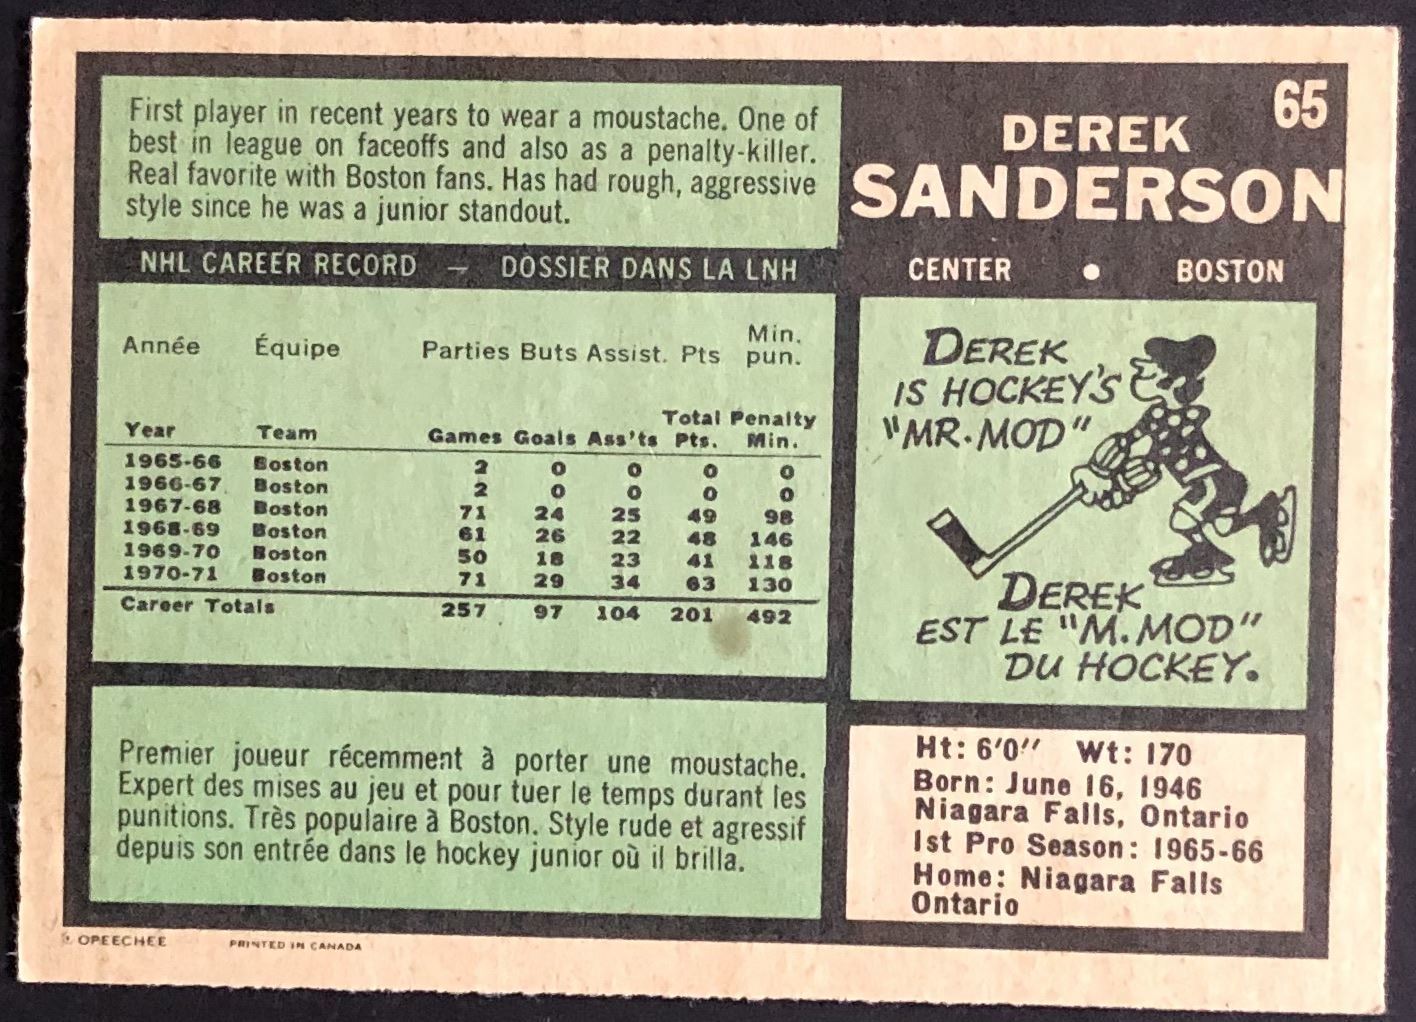 First player in recent years to wear a moustache. One of
best in league on faceoffs and also as a penalty-killer.
Real favorite with Boston fans. Has had rough, aggressive
style since he was a junior standout.
65
DEREK
SANDERSON
CENTER • BOSTON
NHL CAREER RECORD — DOSSIER DANS LA LNH
Année Équipe Parties Buts Assist. Pts Min. pun.
Year Team Games Goals Ass'ts Total Pts. Penalty Min.
1965-66 Boston 2 0 0 0 0
1966-67 Boston 2 0 0 0 0
1967-68 Boston 71 24 25 49 98
1968-69 Boston 61 26 22 48 146
1969-70 Boston 50 18 23 41 118
1970-71 Boston 71 29 34 63 130
Career Totals 257 97 104 201 492
DEREK
IS HOCKEY'S
"MR. MOD"
DEREK
EST LE "M. MOD"
DU HOCKEY.
Premier joueur récemment à porter une moustache.
Expert des mises au jeu et pour tuer le temps durant les
punitions. Très populaire à Boston. Style rude et agressif
depuis son entrée dans le hockey junior où il brilla.
Ht: 6'0" Wt: 170
Born: June 16, 1946
Niagara Falls, Ontario
1st Pro Season: 1965-66
Home: Niagara Falls
Ontario
OPEECHEE PRINTED IN CANADA